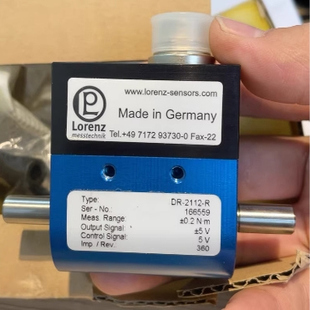 www.lorenz-sensors.com
Lorenz
messtechnik
Made in Germany
Tel.+49 7172 93730-0 Fax-22
Type: DR-2112-R
Ser - No.: 166559
Meas. Range: ±0.2 N·m
Output Signal: ±5 V
Control Signal: 5 V
Imp. / Rev.: 360